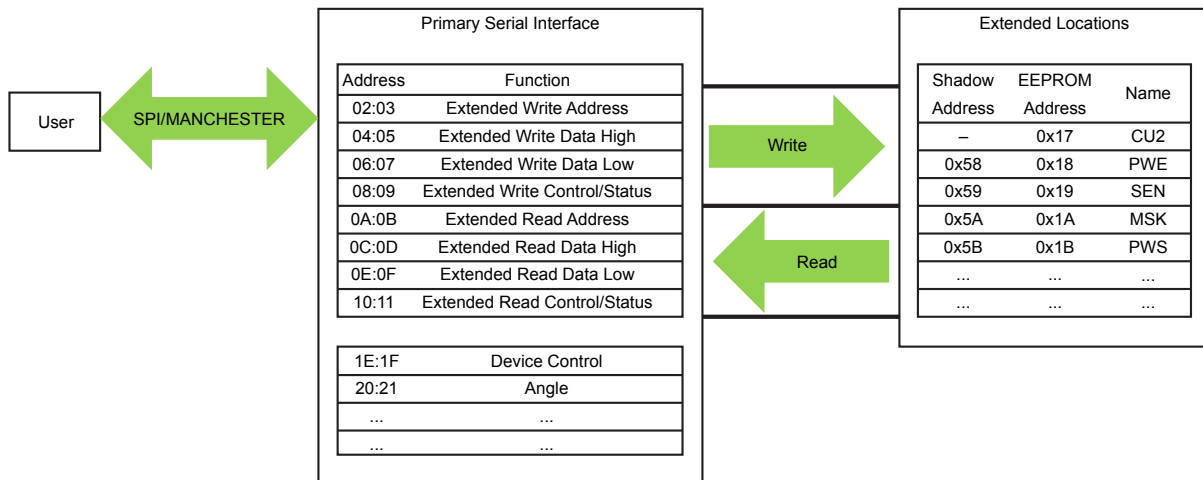 Primary Serial Interface
Extended Locations
User
SPI/MANCHESTER
Address Function
02:03 Extended Write Address
04:05 Extended Write Data High
06:07 Extended Write Data Low
08:09 Extended Write Control/Status
0A:0B Extended Read Address
0C:0D Extended Read Data High
0E:0F Extended Read Data Low
10:11 Extended Read Control/Status
1E:1F Device Control
20:21 Angle
... ...
... ...
Write
Read
Shadow Address EEPROM Address Name
– 0x17 CU2
0x58 0x18 PWE
0x59 0x19 SEN
0x5A 0x1A MSK
0x5B 0x1B PWS
... ... ...
... ... ...